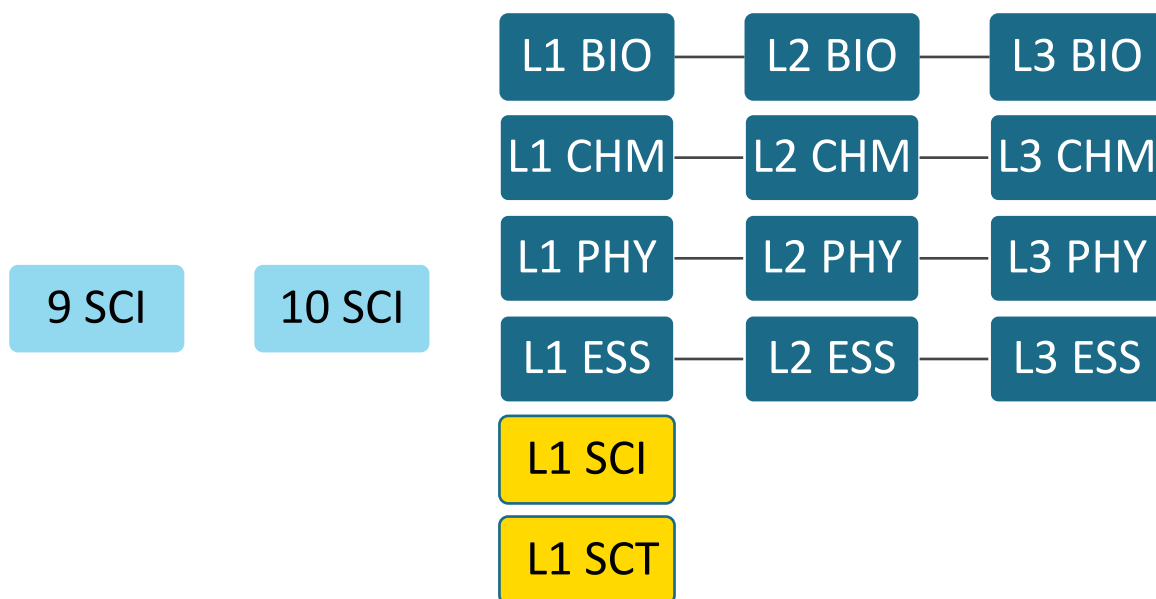 L1 BIO L2 BIO L3 BIO
L1 CHM L2 CHM L3 CHM
L1 PHY L2 PHY L3 PHY
9 SCI 10 SCI
L1 ESS L2 ESS L3 ESS
L1 SCI
L1 SCT